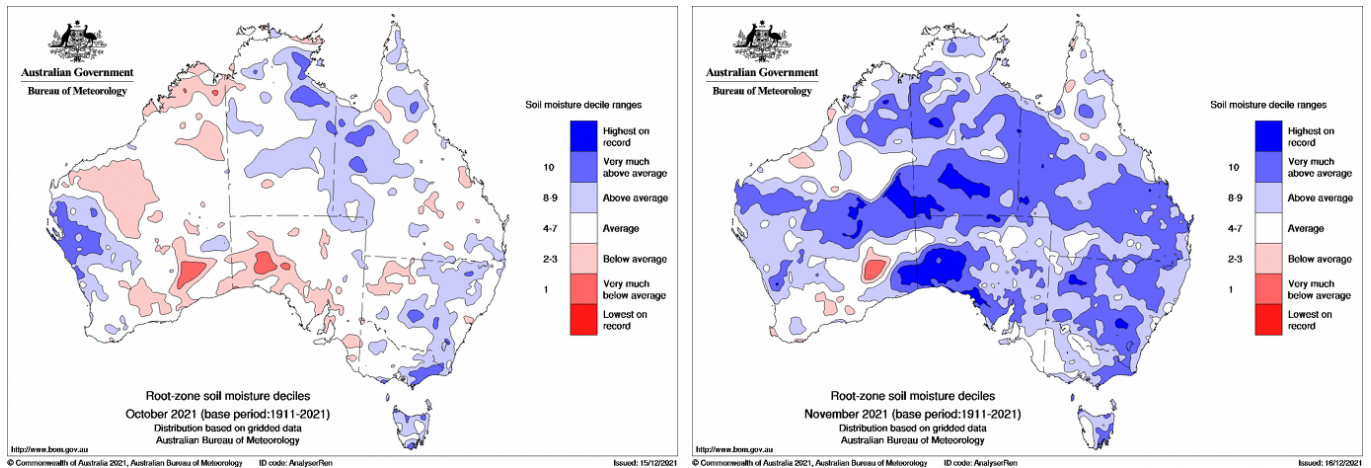 Australian Government
Bureau of Meteorology
Soil moisture decile ranges
Highest on
record
10
Very much
above average
8-9
Above average
4-7
Average
2-3
Below average
1
Very much
below average
Lowest on
record
Root-zone soil moisture deciles
October 2021 (base period:1911-2021)
Distribution based on gridded data
Australian Bureau of Meteorology
http://www.bom.gov.au
© Commonwealth of Australia 2021, Australian Bureau of Meteorology
ID code: AnalyserRen
Issued: 15/12/2021
Australian Government
Bureau of Meteorology
Soil moisture decile ranges
Highest on
record
10
Very much
above average
8-9
Above average
4-7
Average
2-3
Below average
1
Very much
below average
Lowest on
record
Root-zone soil moisture deciles
November 2021 (base period:1911-2021)
Distribution based on gridded data
Australian Bureau of Meteorology
http://www.bom.gov.au
© Commonwealth of Australia 2021, Australian Bureau of Meteorology
ID code: AnalyserRen
Issued: 16/12/2021